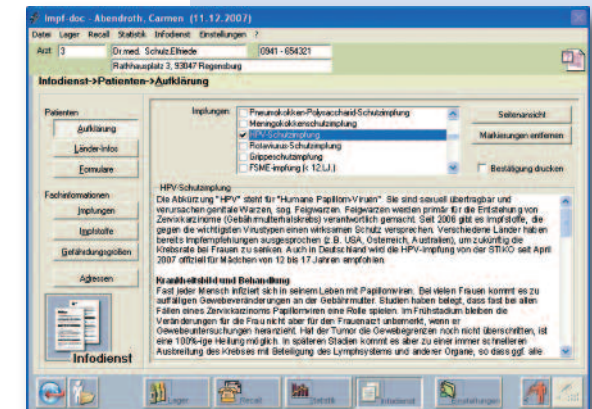 Impf-doc - Abendroth, Carmen (11.12.2007)
Datei Lager Recall Statistik Infodienst Einstellungen ?
Arzt 3 Dr.med. Schulz,Elfriede 0941 - 654321
Rathhausplatz 3, 93047 Regensburg
Infodienst->Patienten->Aufklärung
Patienten
Aufklärung
Länder-Infos
Formulare
Fachinformationen
Impfungen
Impfstoffe
Gefährdungsgrößen
Adressen
Infodienst
Impfungen
Pneumokokken-Polysaccharid-Schutzimpfung
Meningokokkenschutzimpfung
HPV-Schutzimpfung
Rotavirus-Schutzimpfung
Grippeschutzimpfung
FSME-Impfung (< 12.LJ.)
Seitenansicht
Markierungen entfernen
Bestätigung drucken
HPV-Schutzimpfung
Die Abkürzung "HPV" steht für "Humane Papillom-Viruen". Sie sind sexuell übertragbar und
verursachen genitale Warzen, sog. Feigwarzen. Feigwarzen werden primär für die Entstehung von
Zervixkarzinome (Gebärmutterhalskrebs) verantwortlich gemacht. Seit 2006 gibt es Impfstoffe, die
gegen die wichtigsten Virustypen einen wirksamen Schutz versprechen. Verschiedene Länder haben
bereits Impfempfehlungen ausgesprochen (z.B. USA, Österreich, Australien), um zukünftig die
Krebsrate bei Frauen zu senken. Auch in Deutschland wird die HPV-Impfung von der STIKO seit April
2007 offiziell für Mädchen von 12 bis 17 Jahren empfohlen.
Krankheitsbild und Behandlung
Fast jeder Mensch infiziert sich in seinem Leben mit Papillomviren. Bei vielen Frauen kommt es zu
auffälligen Gewebeveränderungen an der Gebärmutter. Studien haben belegt, dass fast bei allen
Fällen eines Zervixkarzinoms Papillomviren eine Rolle spielen. Im Frühstadium bleiben die
Veränderungen für die Frau nicht aber für den Frauenarzt unbemerkt, wenn er
Gewebeuntersuchungen heranzieht. Hat der Tumor die Gewebegrenzen noch nicht überschritten, ist
eine 100%-ige Heilung möglich. In späteren Stadien kommt es aber zu einer immer schnelleren
Ausbreitung des Krebses mit Beteiligung des Lymphsystems und anderer Organe, so dass ggf. alle
Lager Recall Statistik Infodienst Einstellungen